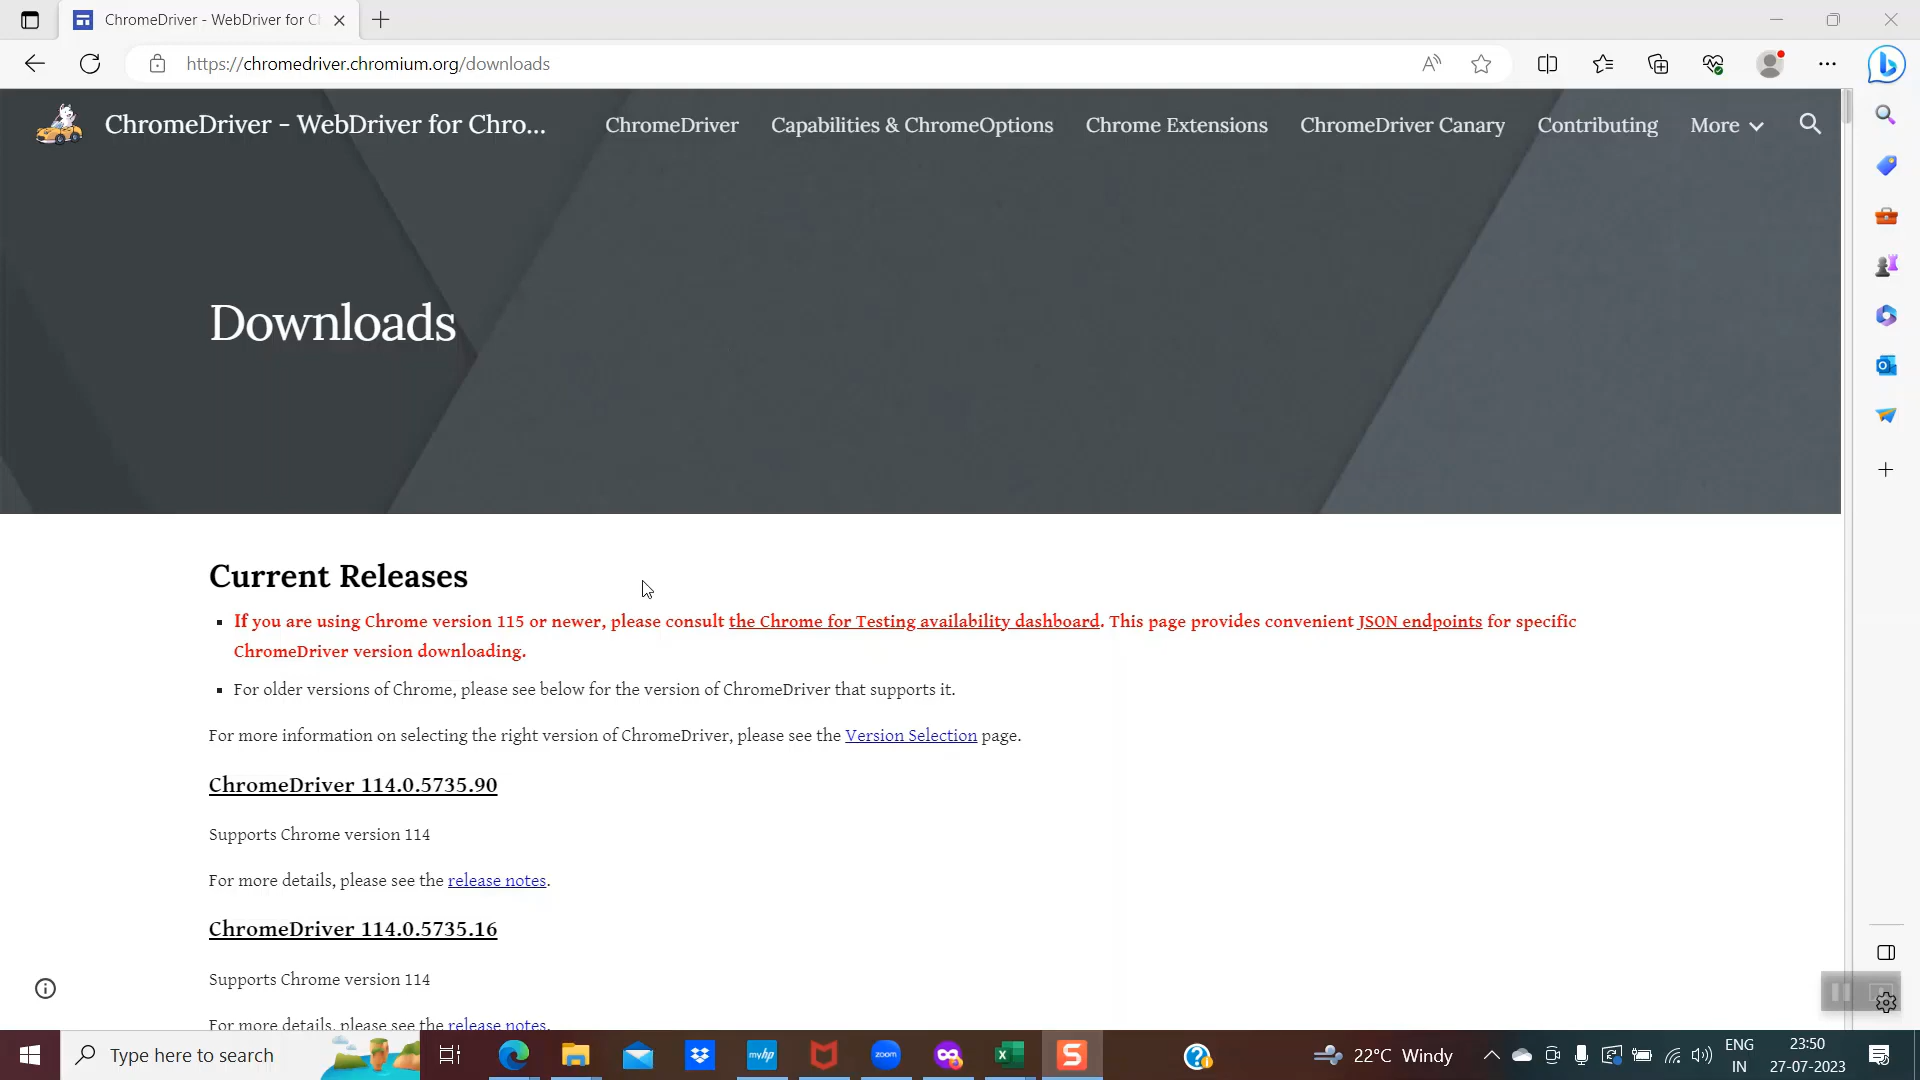 ChromeDriver - WebDriver for C
https://chromedriver.chromium.org/downloads
ChromeDriver - WebDriver for Chro... ChromeDriver Capabilities & ChromeOptions Chrome Extensions ChromeDriver Canary Contributing More
Downloads
Current Releases
If you are using Chrome version 115 or newer, please consult the Chrome for Testing availability dashboard. This page provides convenient JSON endpoints for specific
ChromeDriver version downloading.
For older versions of Chrome, please see below for the version of ChromeDriver that supports it.
For more information on selecting the right version of ChromeDriver, please see the Version Selection page.
ChromeDriver 114.0.5735.90
Supports Chrome version 114
For more details, please see the release notes.
ChromeDriver 114.0.5735.16
Supports Chrome version 114
For more details, please see the release notes.
Type here to search myhp zoom 22°C Windy ENG 23:50
IN 27-07-2023